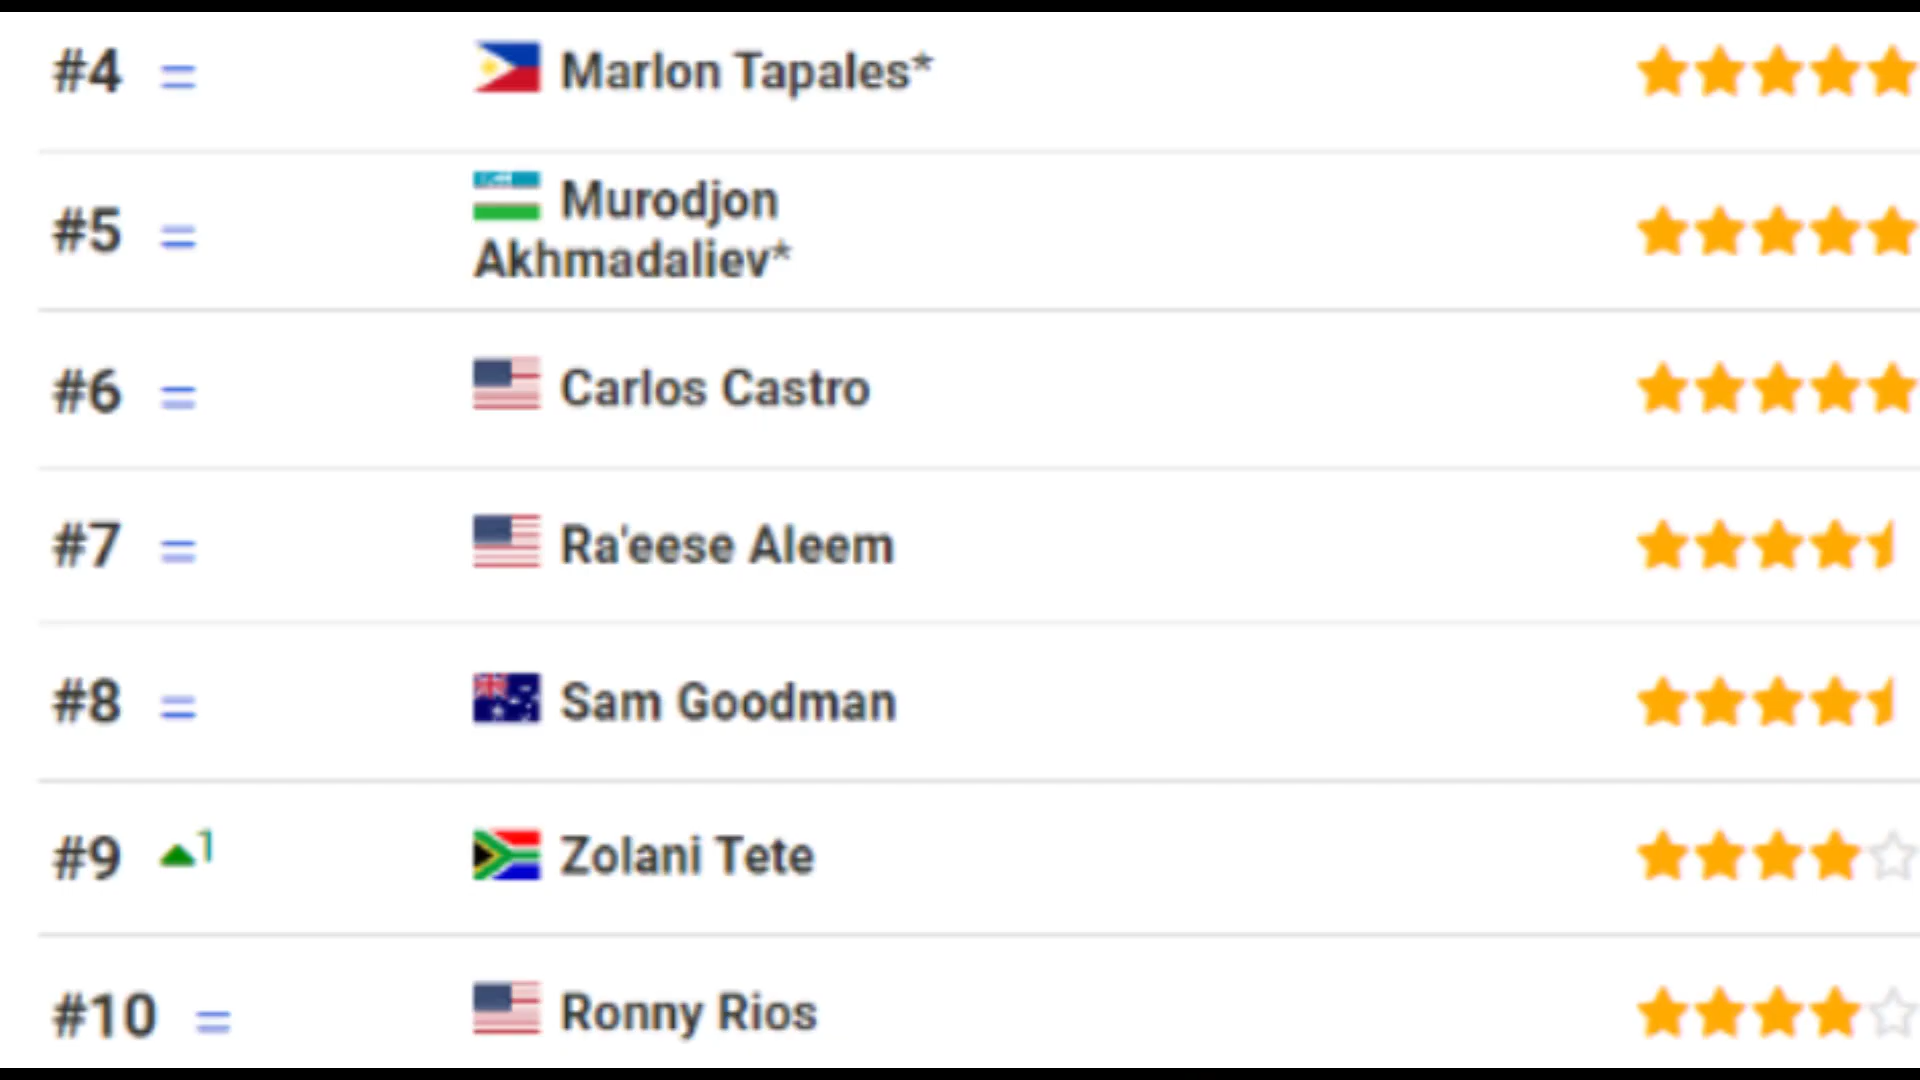 #4 = Marlon Tapales*
#5 = Murodjon
Akhmadaliev*
#6 = Carlos Castro
#7 = Ra'eese Aleem
#8 = Sam Goodman
#9 ▲1 Zolani Tete
#10 = Ronny Rios